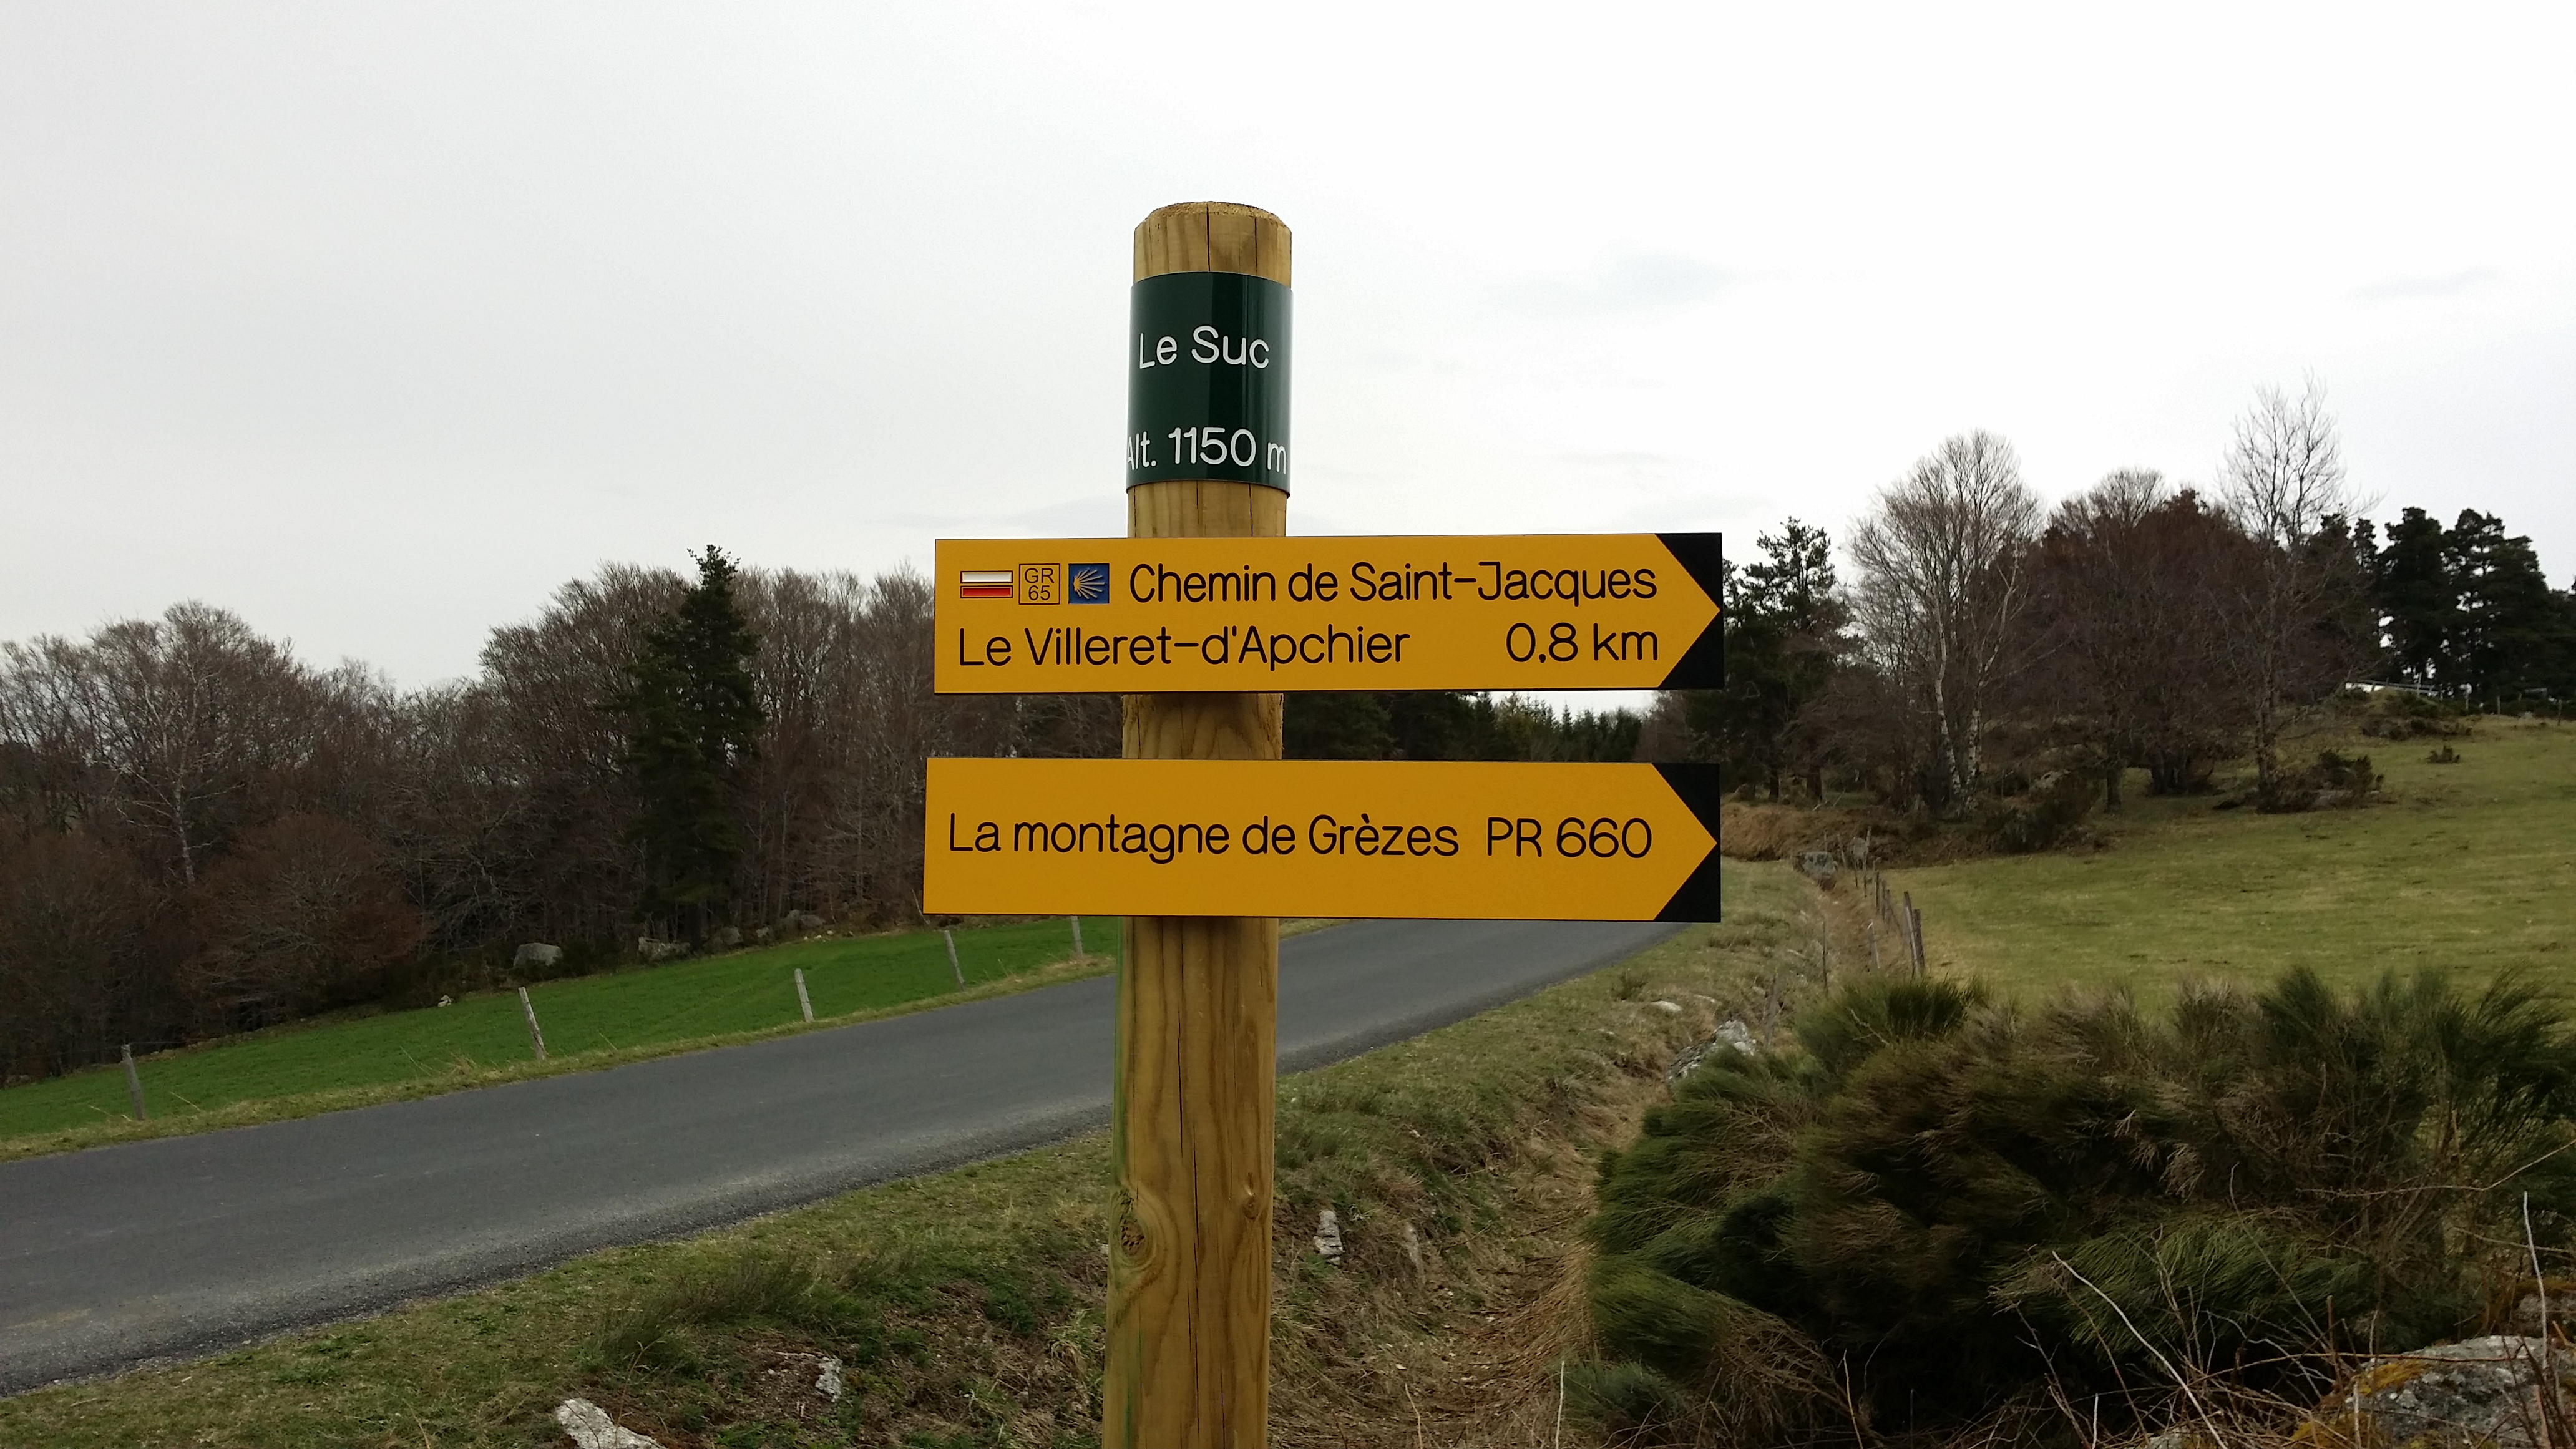 Le Suc
Alt. 1150 m
GR
65
Chemin de Saint-Jacques
Le Villeret-d'Apchier 0,8 km
La montagne de Grèzes PR 660